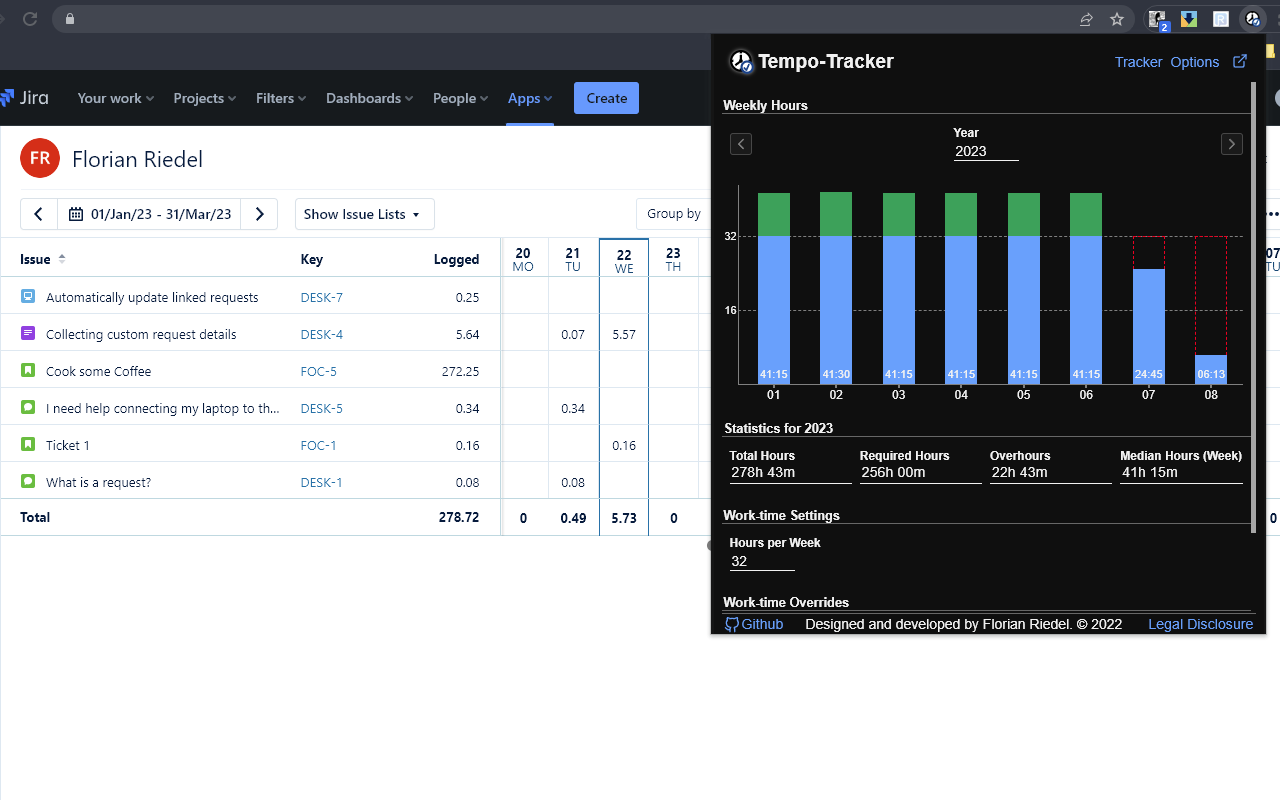 2
Tempo-Tracker
Tracker Options
Jira
Your work
Projects
Filters
Dashboards
People
Apps
Create
FR
Florian Riedel
01/Jan/23 - 31/Mar/23
Show Issue Lists
Group by
Issue
Key
Logged
20
MO
21
TU
22
WE
23
TH
07
TU
Automatically update linked requests DESK-7 0.25
Collecting custom request details DESK-4 5.64 0.07 5.57
Cook some Coffee FOC-5 272.25
I need help connecting my laptop to th... DESK-5 0.34 0.34
Ticket 1 FOC-1 0.16 0.16
What is a request? DESK-1 0.08 0.08
Total 278.72 0 0.49 5.73 0 0
Weekly Hours
Year
2023
32
16
41:15 41:30 41:15 41:15 41:15 41:15 24:45 06:13
01 02 03 04 05 06 07 08
Statistics for 2023
Total Hours Required Hours Overhours Median Hours (Week)
278h 43m 256h 00m 22h 43m 41h 15m
Work-time Settings
Hours per Week
32
Work-time Overrides
Github Designed and developed by Florian Riedel. © 2022 Legal Disclosure